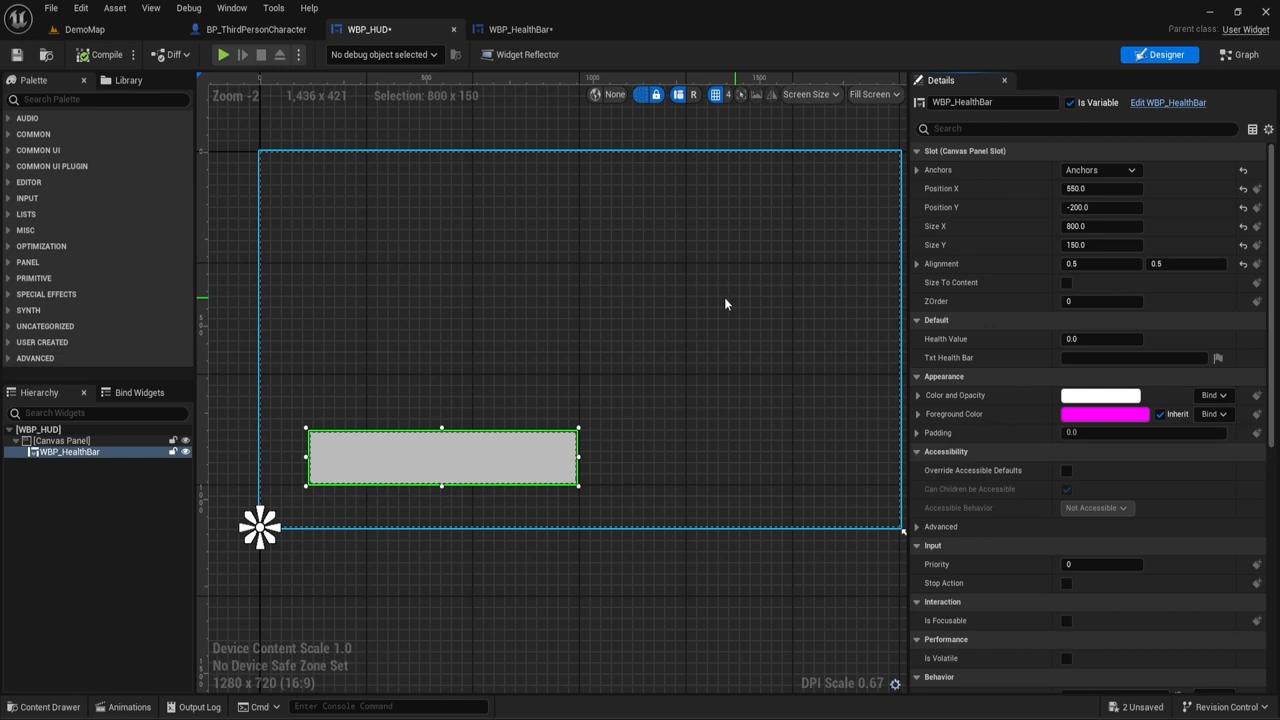 File Edit Asset View Debug Window Tools Help
Parent class: User Widget
DemoMap BP_ThirdPersonCharacter WBP_HUD• WBP_HealthBar•
Compile Diff No debug object selected Widget Reflector Designer Graph
Palette Library
Search Palette
AUDIO
COMMON
COMMON UI
COMMON UI PLUGIN
EDITOR
INPUT
LISTS
MISC
OPTIMIZATION
PANEL
PRIMITIVE
SPECIAL EFFECTS
SYNTH
UNCATEGORIZED
USER CREATED
ADVANCED
Hierarchy Bind Widgets
Search Widgets
[WBP_HUD]
[Canvas Panel]
WBP_HealthBar
0 500 1000 1500
Zoom -2 1,436 x 421 Selection: 800 x 150 None R 4 Screen Size Fill Screen
Device Content Scale 1.0
No Device Safe Zone Set
1280 x 720 (16:9) DPI Scale 0.67
Details
WBP_HealthBar Is Variable Edit WBP_HealthBar
Search
Slot (Canvas Panel Slot)
Anchors Anchors
Position X 550.0
Position Y -200.0
Size X 800.0
Size Y 150.0
Alignment 0.5 0.5
Size To Content
ZOrder 0
Default
Health Value 0.0
Txt Health Bar
Appearance
Color and Opacity Bind
Foreground Color Inherit Bind
Padding 0.0
Accessibility
Override Accessible Defaults
Can Children be Accessible
Accessible Behavior Not Accessible
Advanced
Input
Priority 0
Stop Action
Interaction
Is Focusable
Performance
Is Volatile
Behavior
Content Drawer Animations Output Log Cmd Enter Console Command 2 Unsaved Revision Control